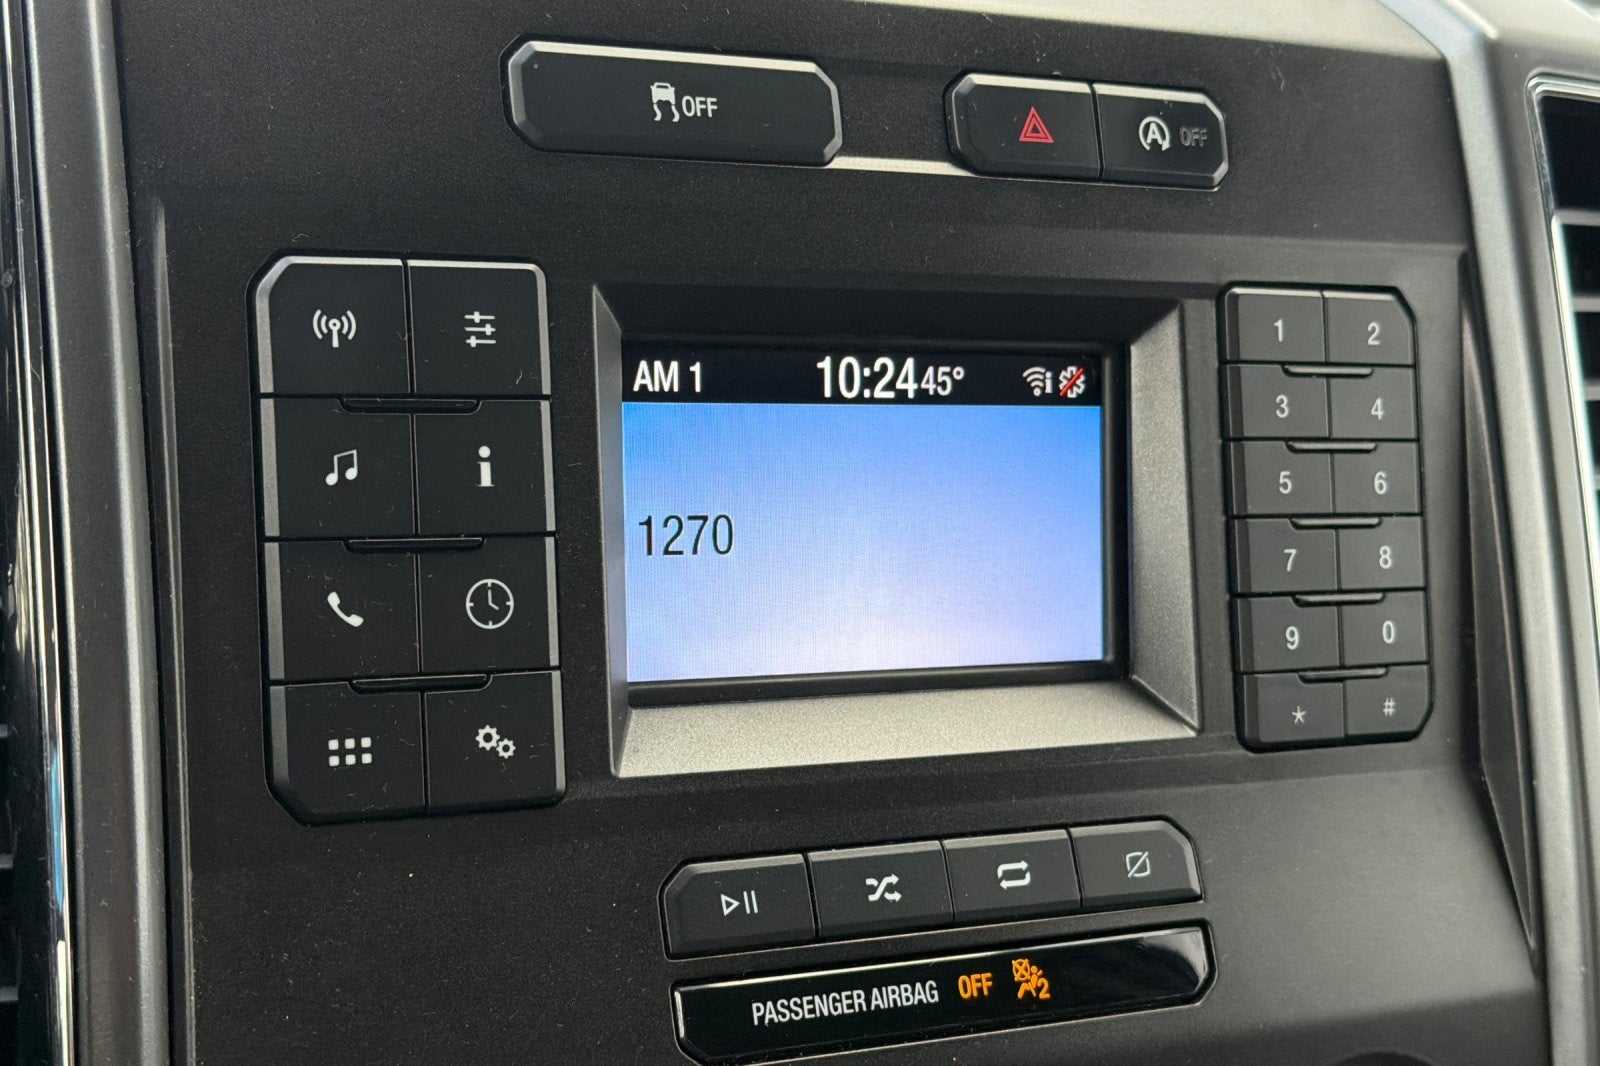 OFF
A OFF
AM 1 10:24 45° i
1270
i
1 2
3 4
5 6
7 8
9 0
* #
PASSENGER AIRBAG OFF 2